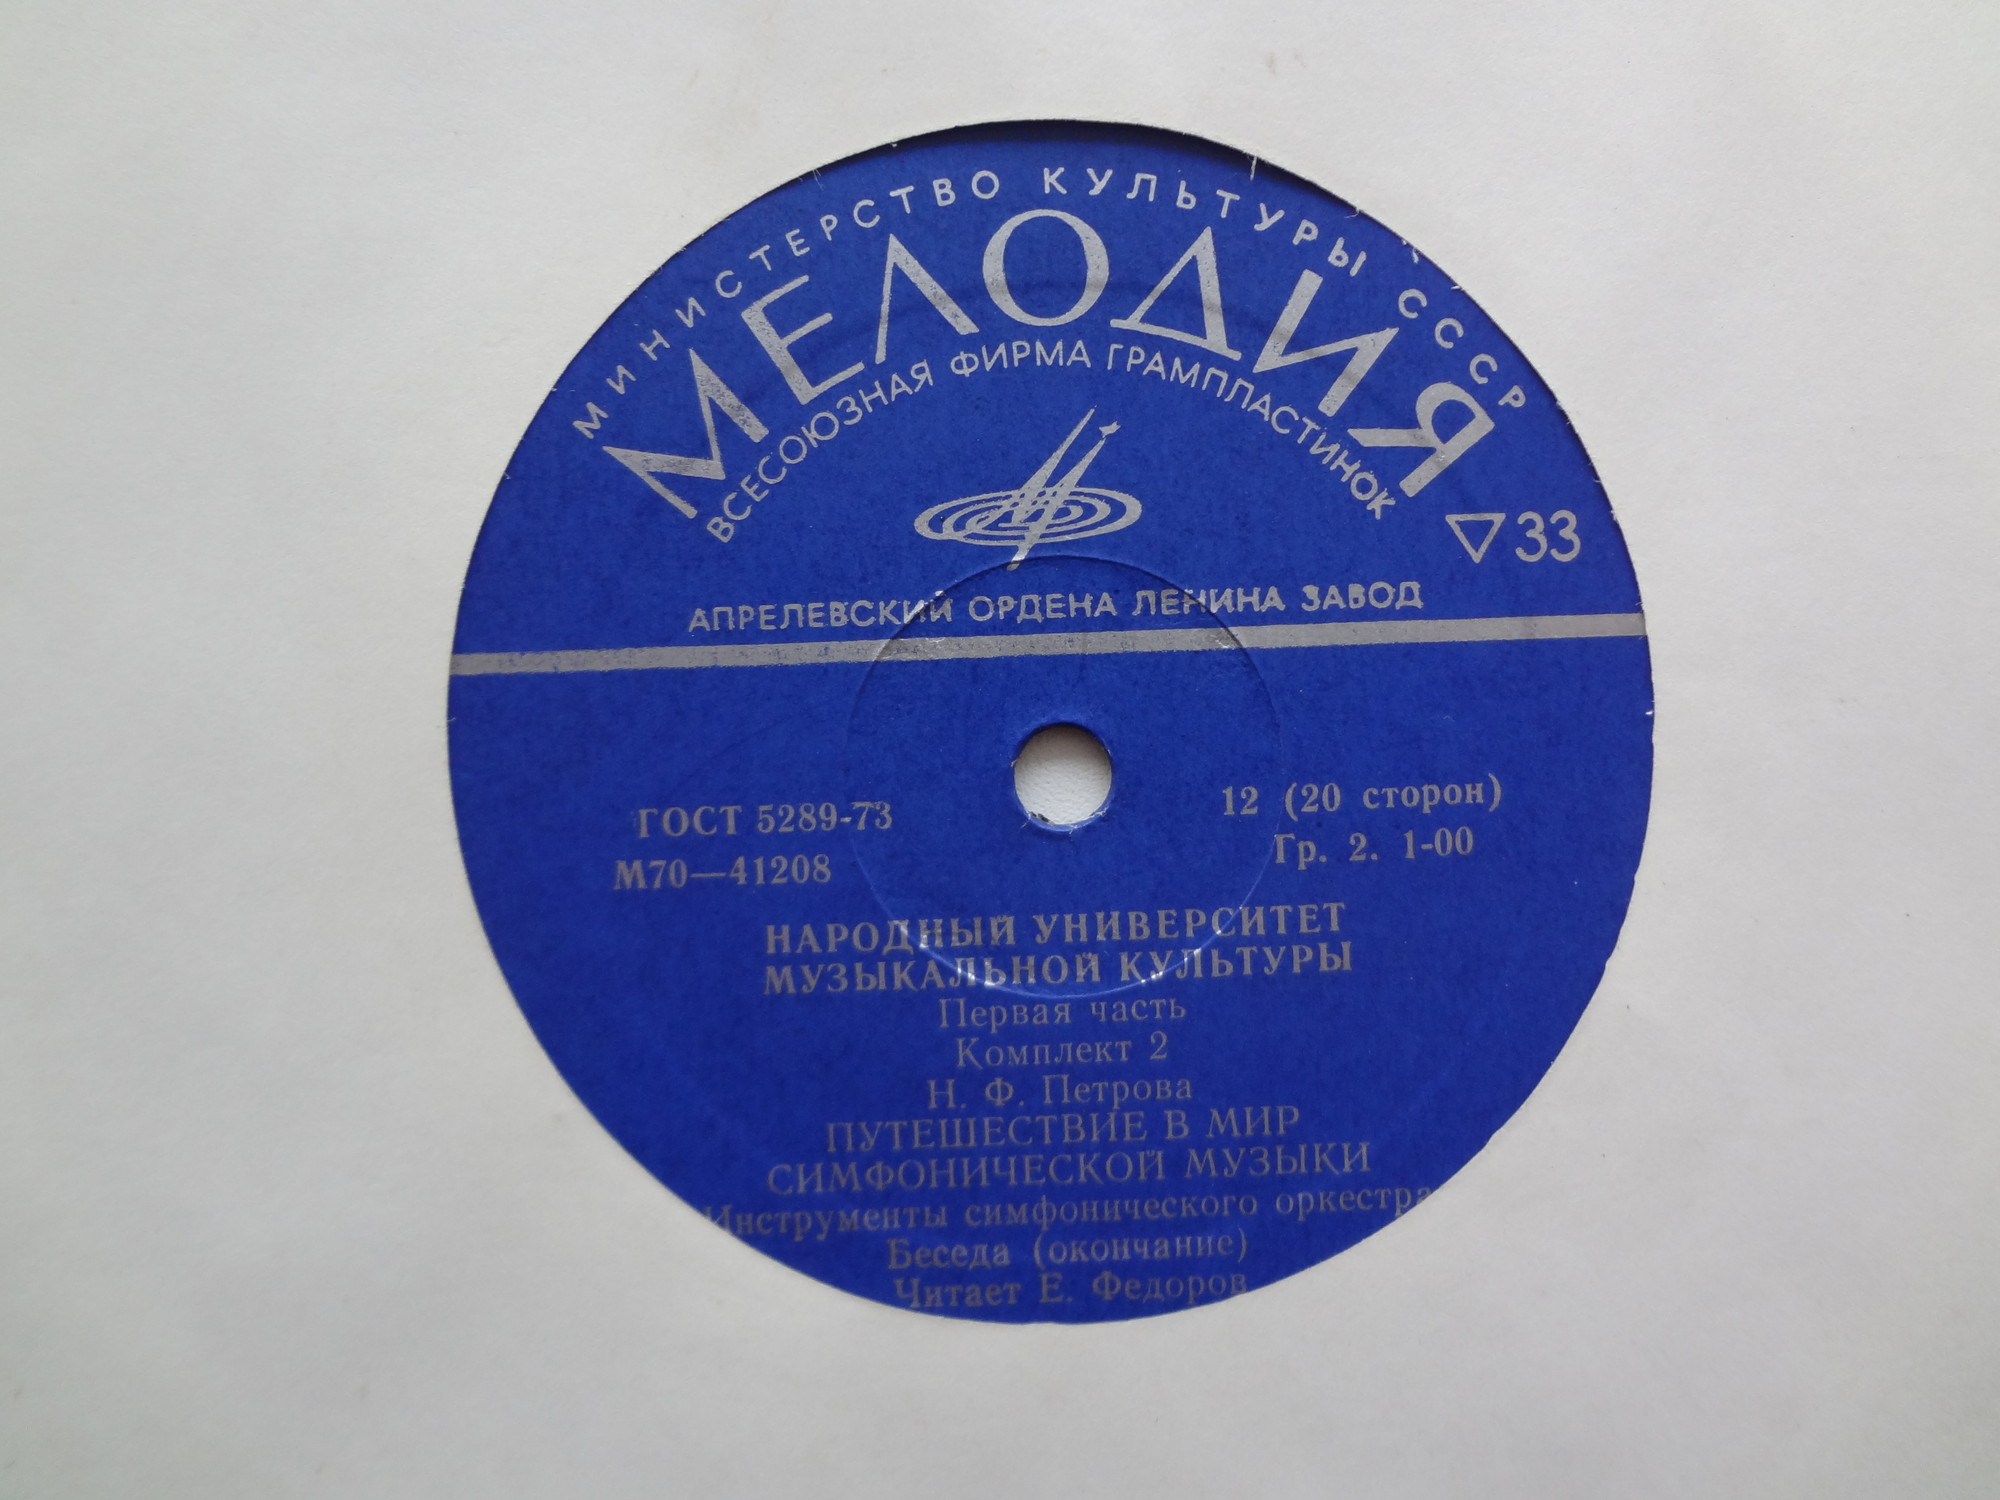 МИНИСТЕРСТВО КУЛЬТУРЫ СССР
МЕЛОДИЯ
ВСЕСОЮЗНАЯ ФИРМА ГРАМПЛАСТИНОК
33
АПРЕЛЕВСКИЙ ОРДЕНА ЛЕНИНА ЗАВОД
ГОСТ 5289-73
М70—41208
12 (20 сторон)
Гр. 2. 1-00
НАРОДНЫЙ УНИВЕРСИТЕТ
МУЗЫКАЛЬНОЙ КУЛЬТУРЫ
Первая часть
Комплект 2
Н. Ф. Петрова
ПУТЕШЕСТВИЕ В МИР
СИМФОНИЧЕСКОЙ МУЗЫКИ
Инструменты симфонического оркестра
Беседа (окончание)
Читает Е. Федоров